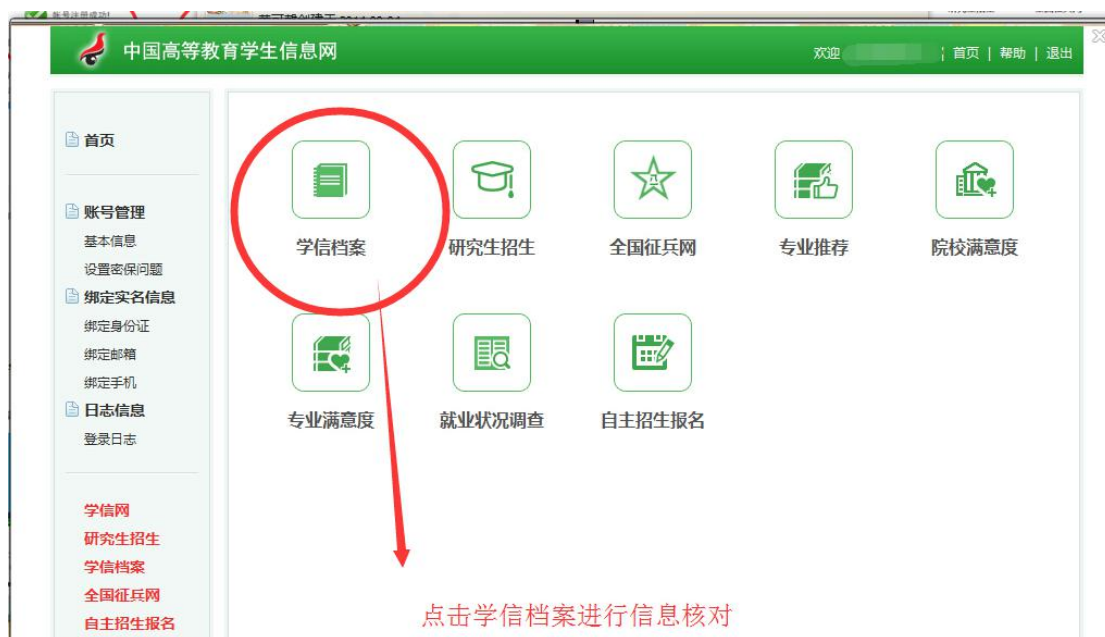 账号注册成功!
中国高等教育学生信息网
欢迎
首页 | 帮助 | 退出
首页
账号管理
基本信息
设置密保问题
绑定实名信息
绑定身份证
绑定邮箱
绑定手机
日志信息
登录日志
学信网
研究生招生
学信档案
全国征兵网
自主招生报名
学信档案
研究生招生
全国征兵网
专业推荐
院校满意度
专业满意度
就业状况调查
自主招生报名
点击学信档案进行信息核对